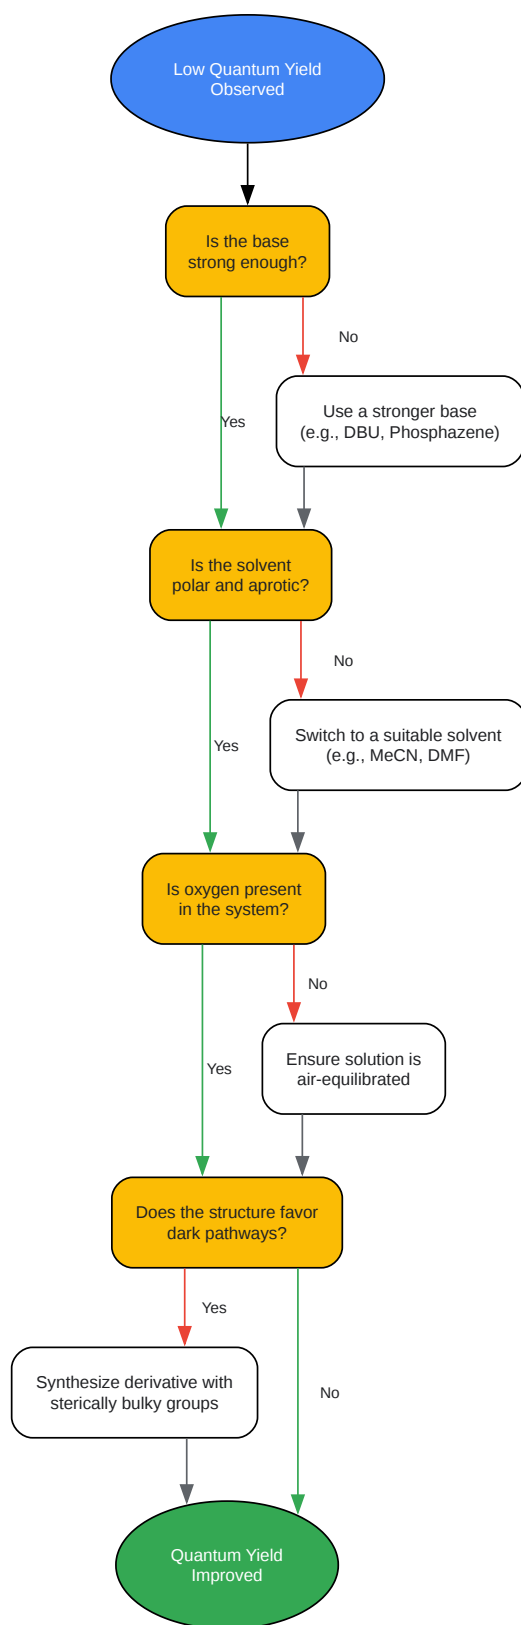 Low Quantum Yield
Observed
Is the base
strong enough?
No
Use a stronger base
(e.g., DBU, Phosphazene)
Yes
Is the solvent
polar and aprotic?
No
Switch to a suitable solvent
(e.g., MeCN, DMF)
Yes
Is oxygen present
in the system?
No
Ensure solution is
air-equilibrated
Yes
Does the structure favor
dark pathways?
Yes
Synthesize derivative with
sterically bulky groups
No
Quantum Yield
Improved